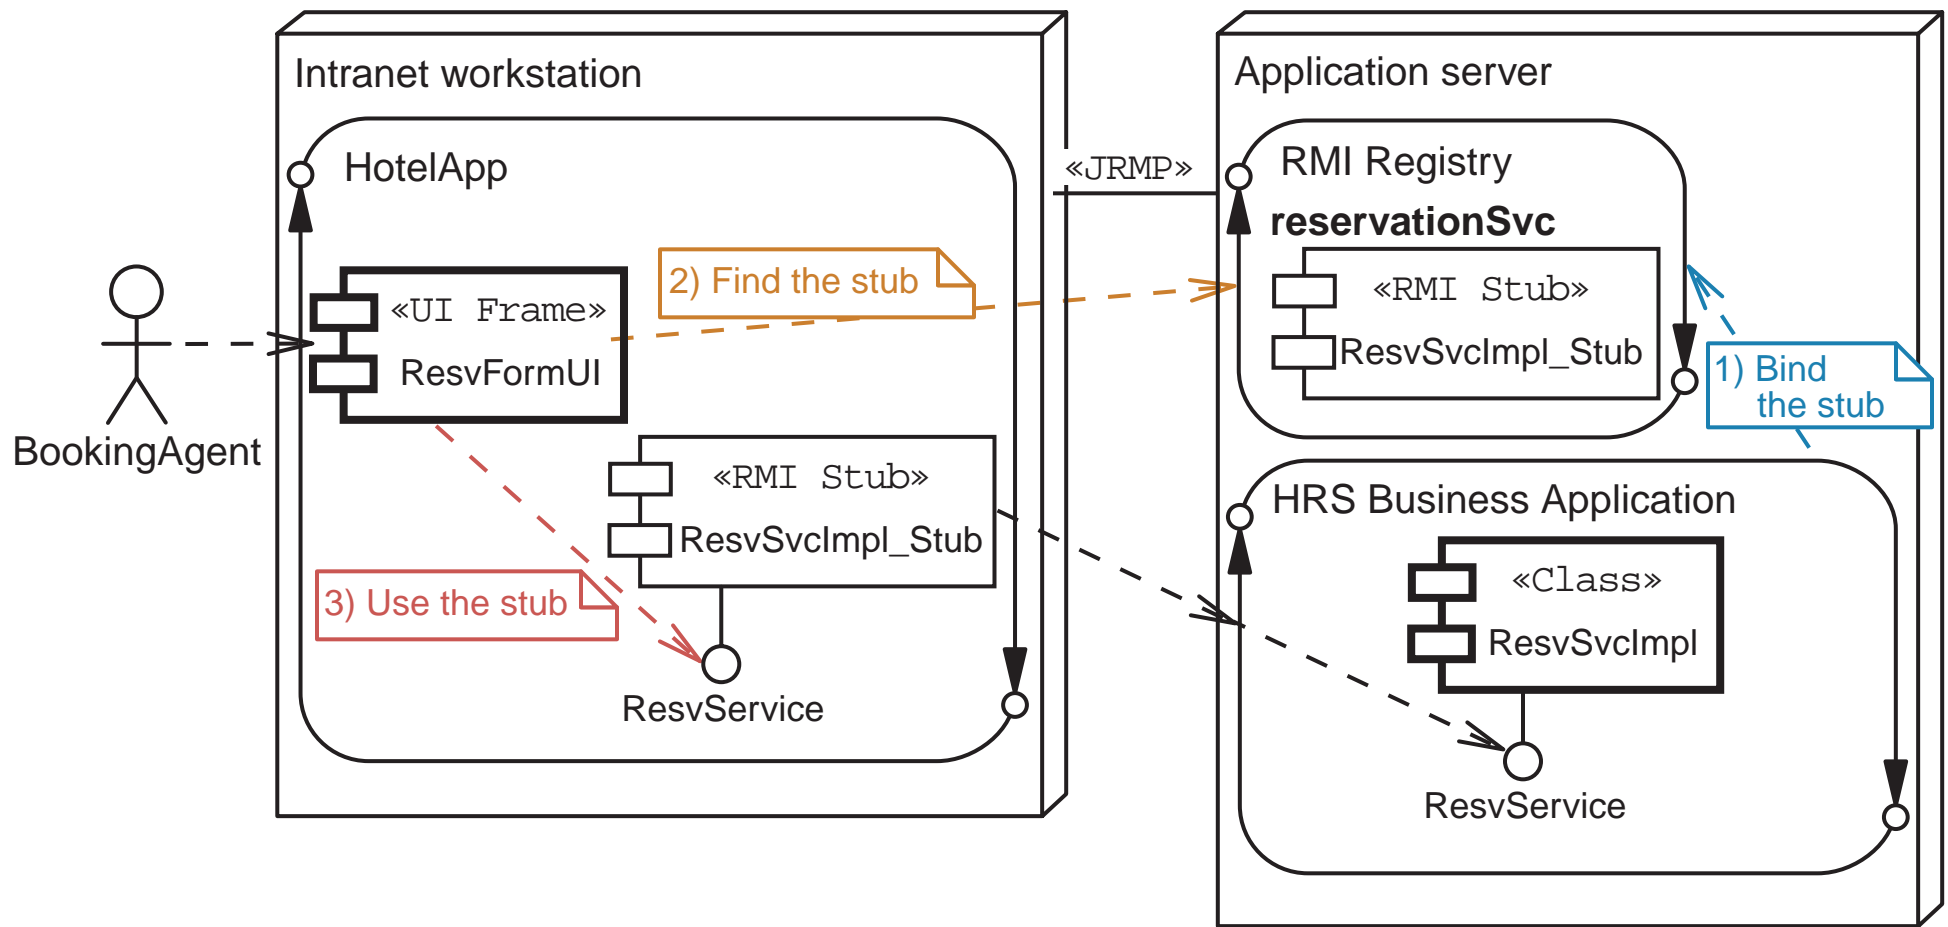 Intranet workstation
HotelApp
«UI Frame»
ResvFormUI
BookingAgent
2) Find the stub
«RMI Stub»
ResvSvcImpl_Stub
3) Use the stub
ResvService
«JRMP»
Application server
RMI Registry
reservationSvc
«RMI Stub»
ResvSvcImpl_Stub
1) Bind
the stub
HRS Business Application
«Class»
ResvSvcImpl
ResvService